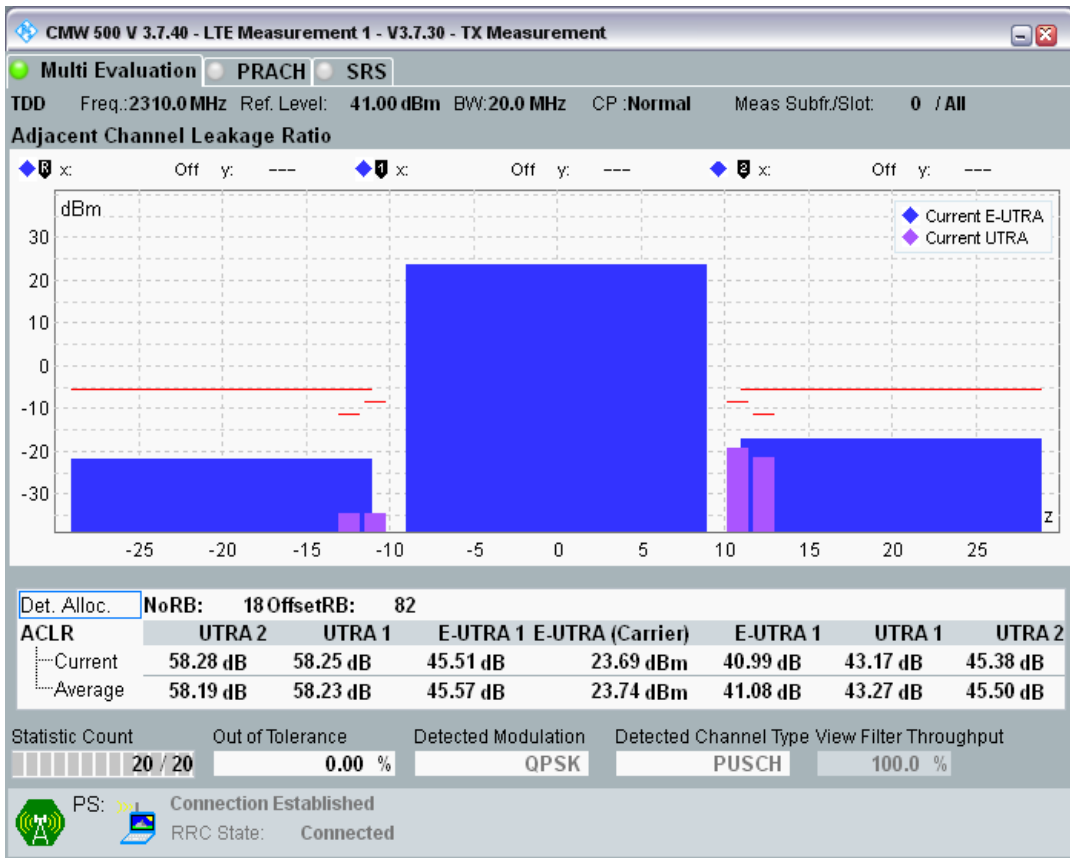 CMW 500 V 3.7.40 - LTE Measurement 1 - V3.7.30 - TX Measurement
Multi Evaluation PRACH SRS
TDD Freq.:2310.0 MHz Ref. Level: 41.00 dBm BW:20.0 MHz CP :Normal Meas Subfr./Slot: 0 / All
Adjacent Channel Leakage Ratio
R x: Off y: --- 1 x: Off y: --- 2 x: Off y: ---
dBm
Current E-UTRA
Current UTRA
30
20
10
0
-10
-20
-30
z
-25 -20 -15 -10 -5 0 5 10 15 20 25
Det. Alloc. NoRB: 18 OffsetRB: 82
ACLR UTRA 2 UTRA 1 E-UTRA 1 E-UTRA (Carrier) E-UTRA 1 UTRA 1 UTRA 2
Current 58.28 dB 58.25 dB 45.51 dB 23.69 dBm 40.99 dB 43.17 dB 45.38 dB
Average 58.19 dB 58.23 dB 45.57 dB 23.74 dBm 41.08 dB 43.27 dB 45.50 dB
Statistic Count Out of Tolerance Detected Modulation Detected Channel Type View Filter Throughput
20 / 20 0.00 % QPSK PUSCH 100.0 %
PS: Connection Established
RRC State: Connected